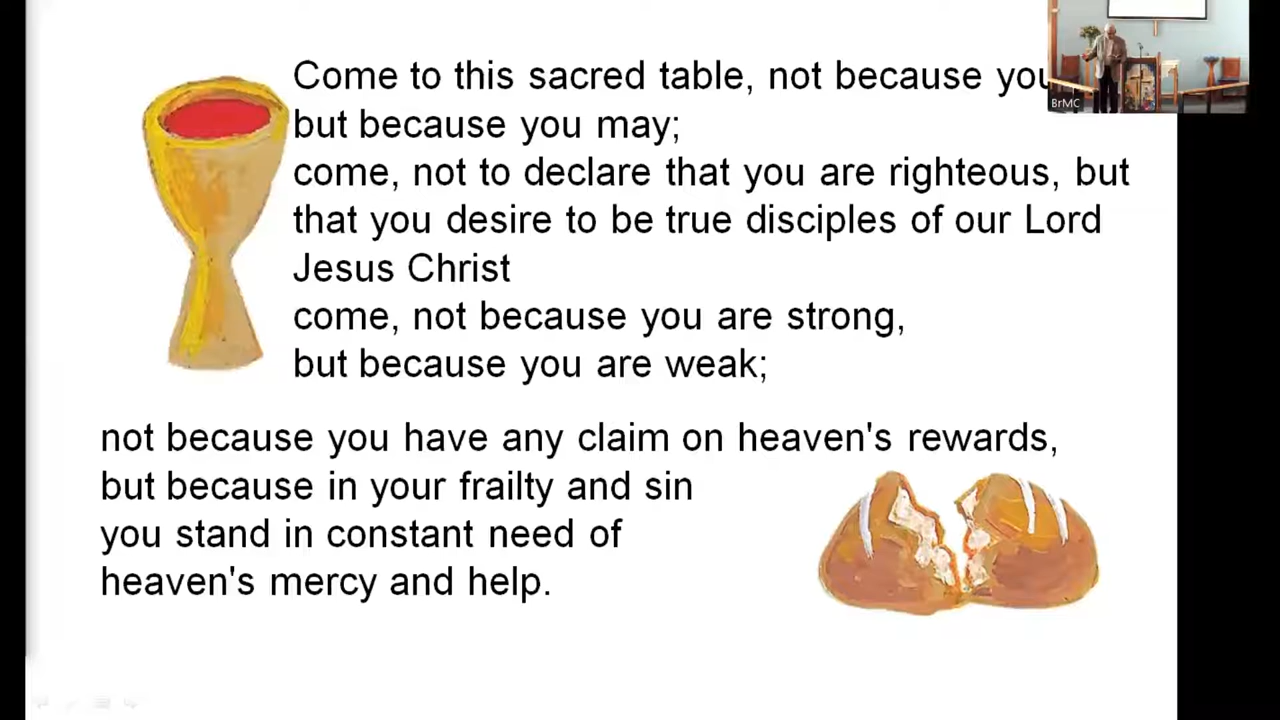 Come to this sacred table, not because you
but because you may;
come, not to declare that you are righteous, but
that you desire to be true disciples of our Lord
Jesus Christ
come, not because you are strong,
but because you are weak;
not because you have any claim on heaven's rewards,
but because in your frailty and sin
you stand in constant need of
heaven's mercy and help.
BrMC